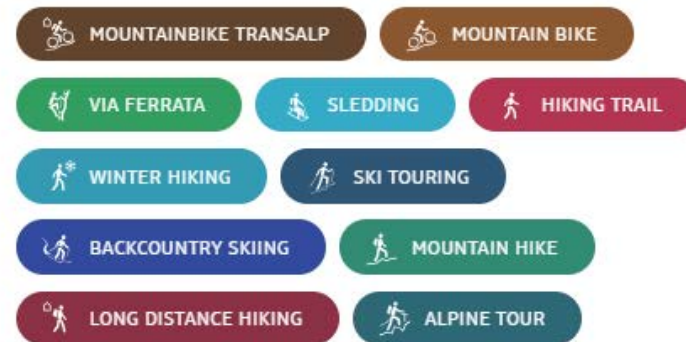 MOUNTAINBIKE TRANSALP MOUNTAIN BIKE
VIA FERRATA SLEDDING HIKING TRAIL
WINTER HIKING SKI TOURING
BACKCOUNTRY SKIING MOUNTAIN HIKE
LONG DISTANCE HIKING ALPINE TOUR